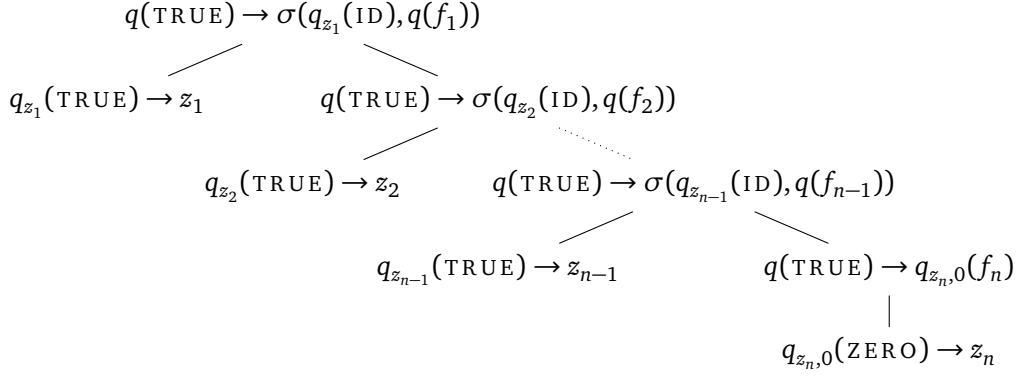 q(TRUE) → σ(q_{z_1}(ID), q(f_1))
q_{z_1}(TRUE) → z_1 q(TRUE) → σ(q_{z_2}(ID), q(f_2))
q_{z_2}(TRUE) → z_2 q(TRUE) → σ(q_{z_{n−1}}(ID), q(f_{n−1}))
q_{z_{n−1}}(TRUE) → z_{n−1} q(TRUE) → q_{z_n,0}(f_n)
q_{z_n,0}(ZERO) → z_n